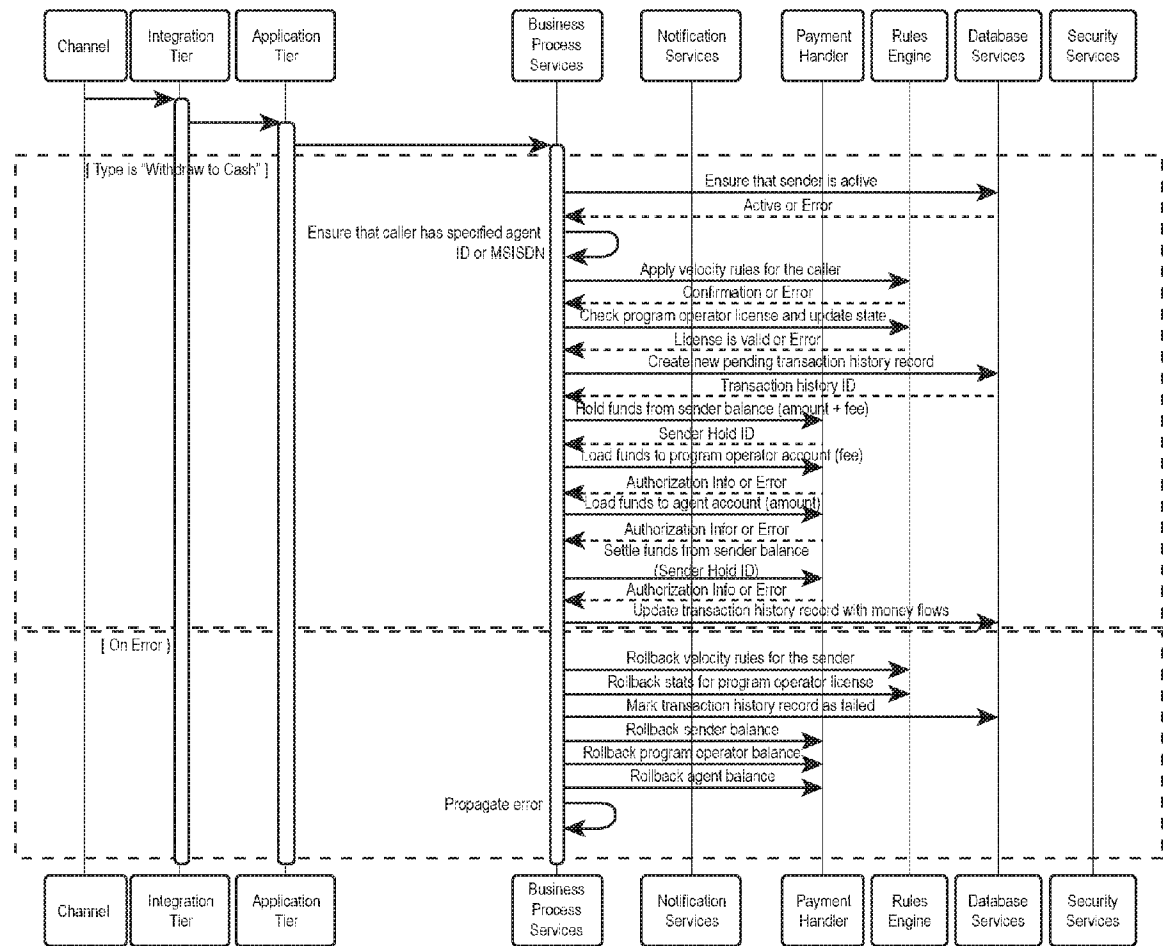 Channel
Integration
Tier
Application
Tier
Business
Process
Services
Notification
Services
Payment
Handler
Rules
Engine
Database
Services
Security
Services
[ Type is "Withdraw to Cash" ]
Ensure that sender is active
Active or Error
Ensure that caller has specified agent
ID or MSISDN
Apply velocity rules for the caller
Confirmation or Error
Check program operator license and update state
License is valid or Error
Create new pending transaction history record
Transaction history ID
Hold funds from sender balance (amount + fee)
Sender Hold ID
Load funds to program operator account (fee)
Authorization Info or Error
Load funds to agent account (amount)
Authorization Infor or Error
Settle funds from sender balance
(Sender Hold ID)
Authorization Info or Error
Update transaction history record with money flows
[ On Error }
Rollback velocity rules for the sender
Rollback stats for program operator license
Mark transaction history record as failed
Rollback sender balance
Rollback program operator balance
Rollback agent balance
Propagate error
Channel
Integration
Tier
Application
Tier
Business
Process
Services
Notification
Services
Payment
Handler
Rules
Engine
Database
Services
Security
Services